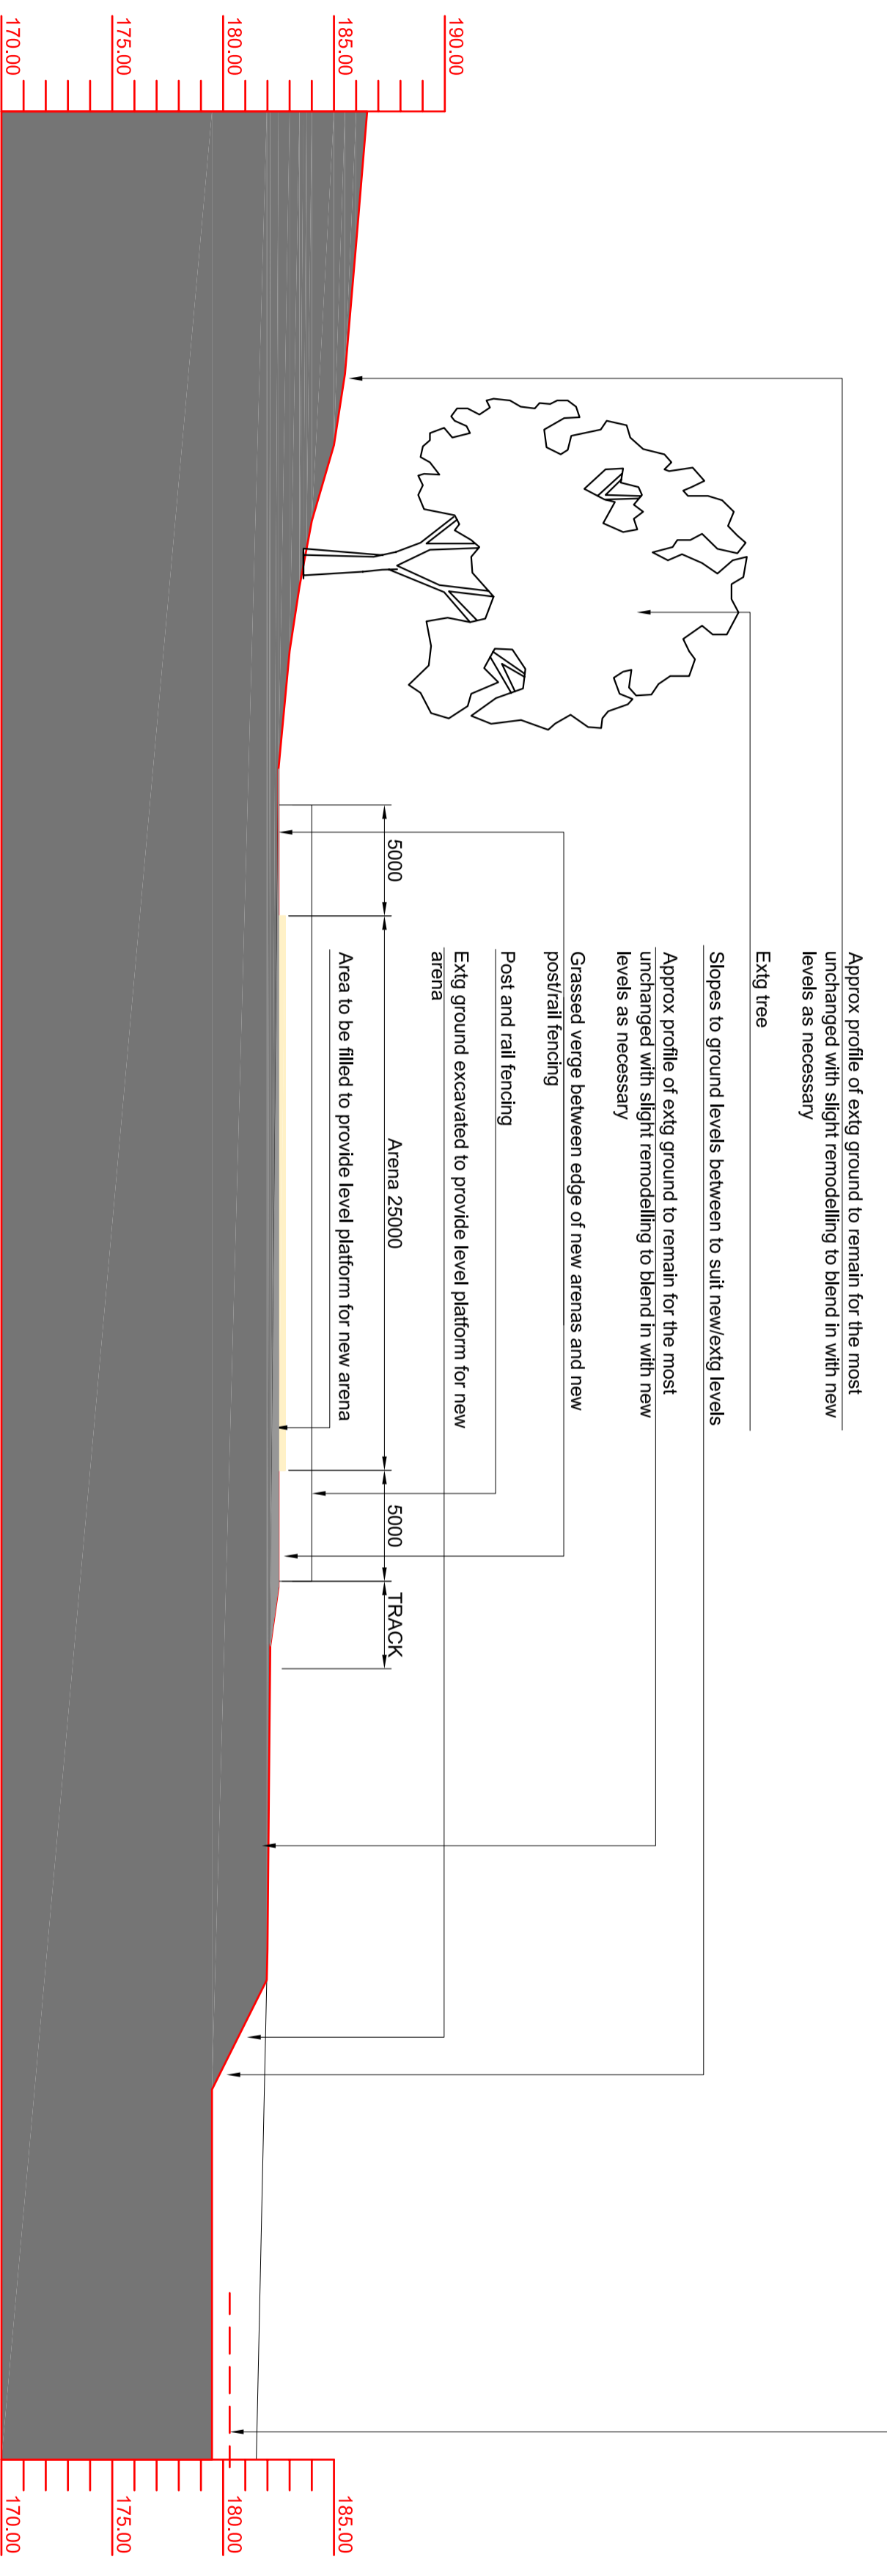 190.00
185.00
180.00
175.00
170.00
Approx profile of extg ground to remain for the most
unchanged with slight remodelling to blend in with new
levels as necessary
Extg tree
Slopes to ground levels between to suit new/extg levels
Approx profile of extg ground to remain for the most
unchanged with slight remodelling to blend in with new
levels as necessary
Grassed verge between edge of new arenas and new
post/rail fencing
Post and rail fencing
Extg ground excavated to provide level platform for new
arena
5000
Arena 25000
5000
TRACK
Area to be filled to provide level platform for new arena
185.00
180.00
175.00
170.00